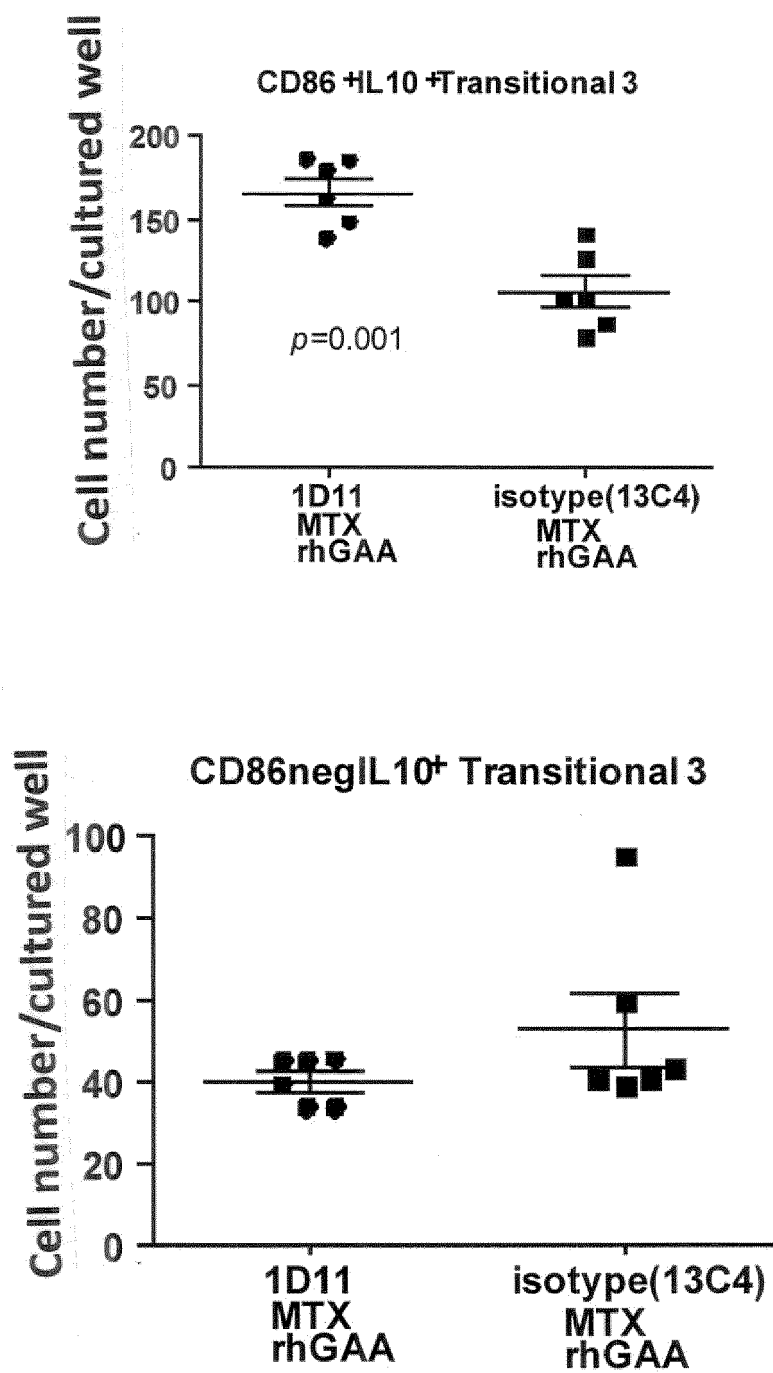 CD86 +IL10 +Transitional 3
Cell number/cultured well
200
150
100
50
0
p=0.001
1D11
MTX
rhGAA
isotype(13C4)
MTX
rhGAA
CD86negIL10+ Transitional 3
Cell number/cultured well
100
80
60
40
20
0
1D11
MTX
rhGAA
isotype(13C4)
MTX
rhGAA